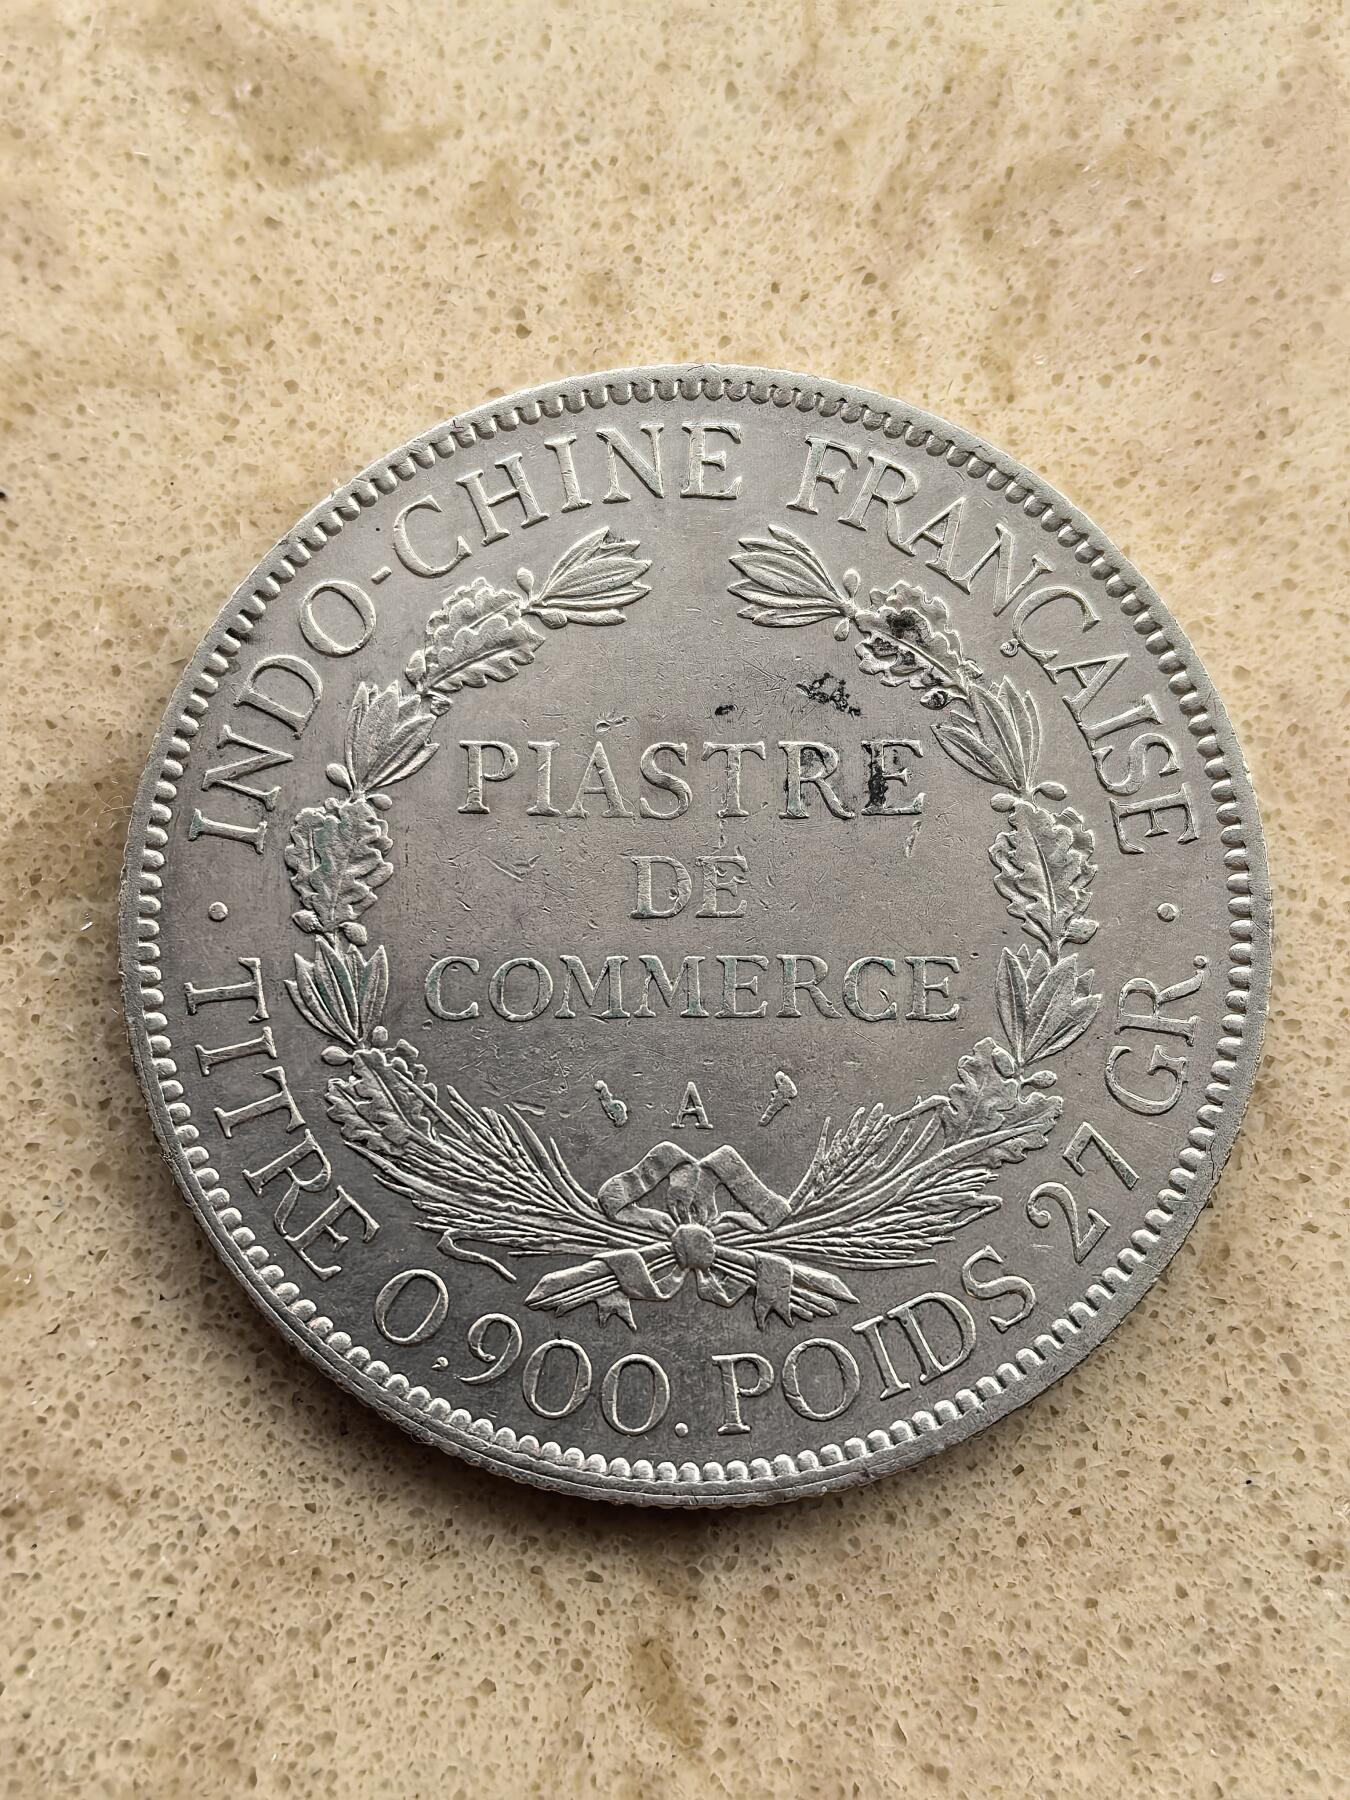 INDO-CHINE FRANÇAISE
PIASTRE
DE
COMMERCE
A
TITRE 0,900. POIDS 27 GR.